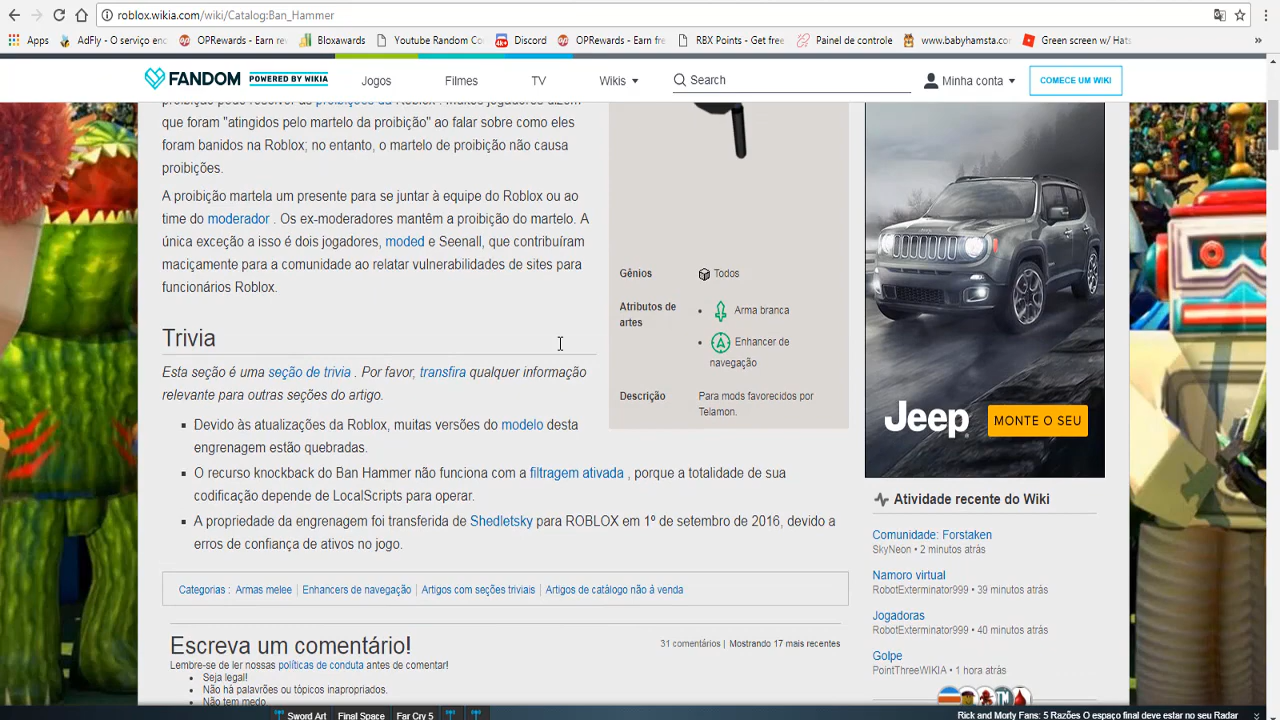 roblox.wikia.com/wiki/Catalog:Ban_Hammer
Apps
AdFly - O serviço enc
OPRewards - Earn re
Bloxawards
Youtube Random Co
Discord
OPRewards - Earn fre
RBX Points - Get free
Painel de controle
www.babyhamsta.co
Green screen w/ Hats
»
FANDOM POWERED BY WIKIA
Jogos
Filmes
TV
Wikis
Search
Minha conta
COMECE UM WIKI
proibição pode resolver as proibições da Roblox . Muitos jogadores dizem
que foram "atingidos pelo martelo da proibição" ao falar sobre como eles
foram banidos na Roblox; no entanto, o martelo de proibição não causa
proibições.
A proibição martela um presente para se juntar à equipe do Roblox ou ao
time do moderador . Os ex-moderadores mantêm a proibição do martelo. A
única exceção a isso é dois jogadores, moded e Seenall, que contribuíram
maciçamente para a comunidade ao relatar vulnerabilidades de sites para
funcionários Roblox.
Gênios Todos
Atributos de artes
• Arma branca
• Enhancer de navegação
Descrição Para mods favorecidos por Telamon.
Trivia
Esta seção é uma seção de trivia . Por favor, transfira qualquer informação
relevante para outras seções do artigo.
Devido às atualizações da Roblox, muitas versões do modelo desta
engrenagem estão quebradas.
O recurso knockback do Ban Hammer não funciona com a filtragem ativada , porque a totalidade de sua
codificação depende de LocalScripts para operar.
A propriedade da engrenagem foi transferida de Shedletsky para ROBLOX em 1º de setembro de 2016, devido a
erros de confiança de ativos no jogo.
Categorias : Armas melee | Enhancers de navegação | Artigos com seções triviais | Artigos de catálogo não à venda
Escreva um comentário!
31 comentários | Mostrando 17 mais recentes
Lembre-se de ler nossas políticas de conduta antes de comentar!
Seja legal!
Não há palavrões ou tópicos inapropriados.
Não tem medo
Jeep
MONTE O SEU
Atividade recente do Wiki
Comunidade: Forstaken
SkyNeon • 2 minutos atrás
Namoro virtual
RobotExterminator999 • 39 minutos atrás
Jogadoras
RobotExterminator999 • 40 minutos atrás
Golpe
PointThreeWIKIA • 1 hora atrás
Sword Art
Final Space
Far Cry 5
Rick and Morty Fans: 5 Razões O espaço final deve estar no seu Radar